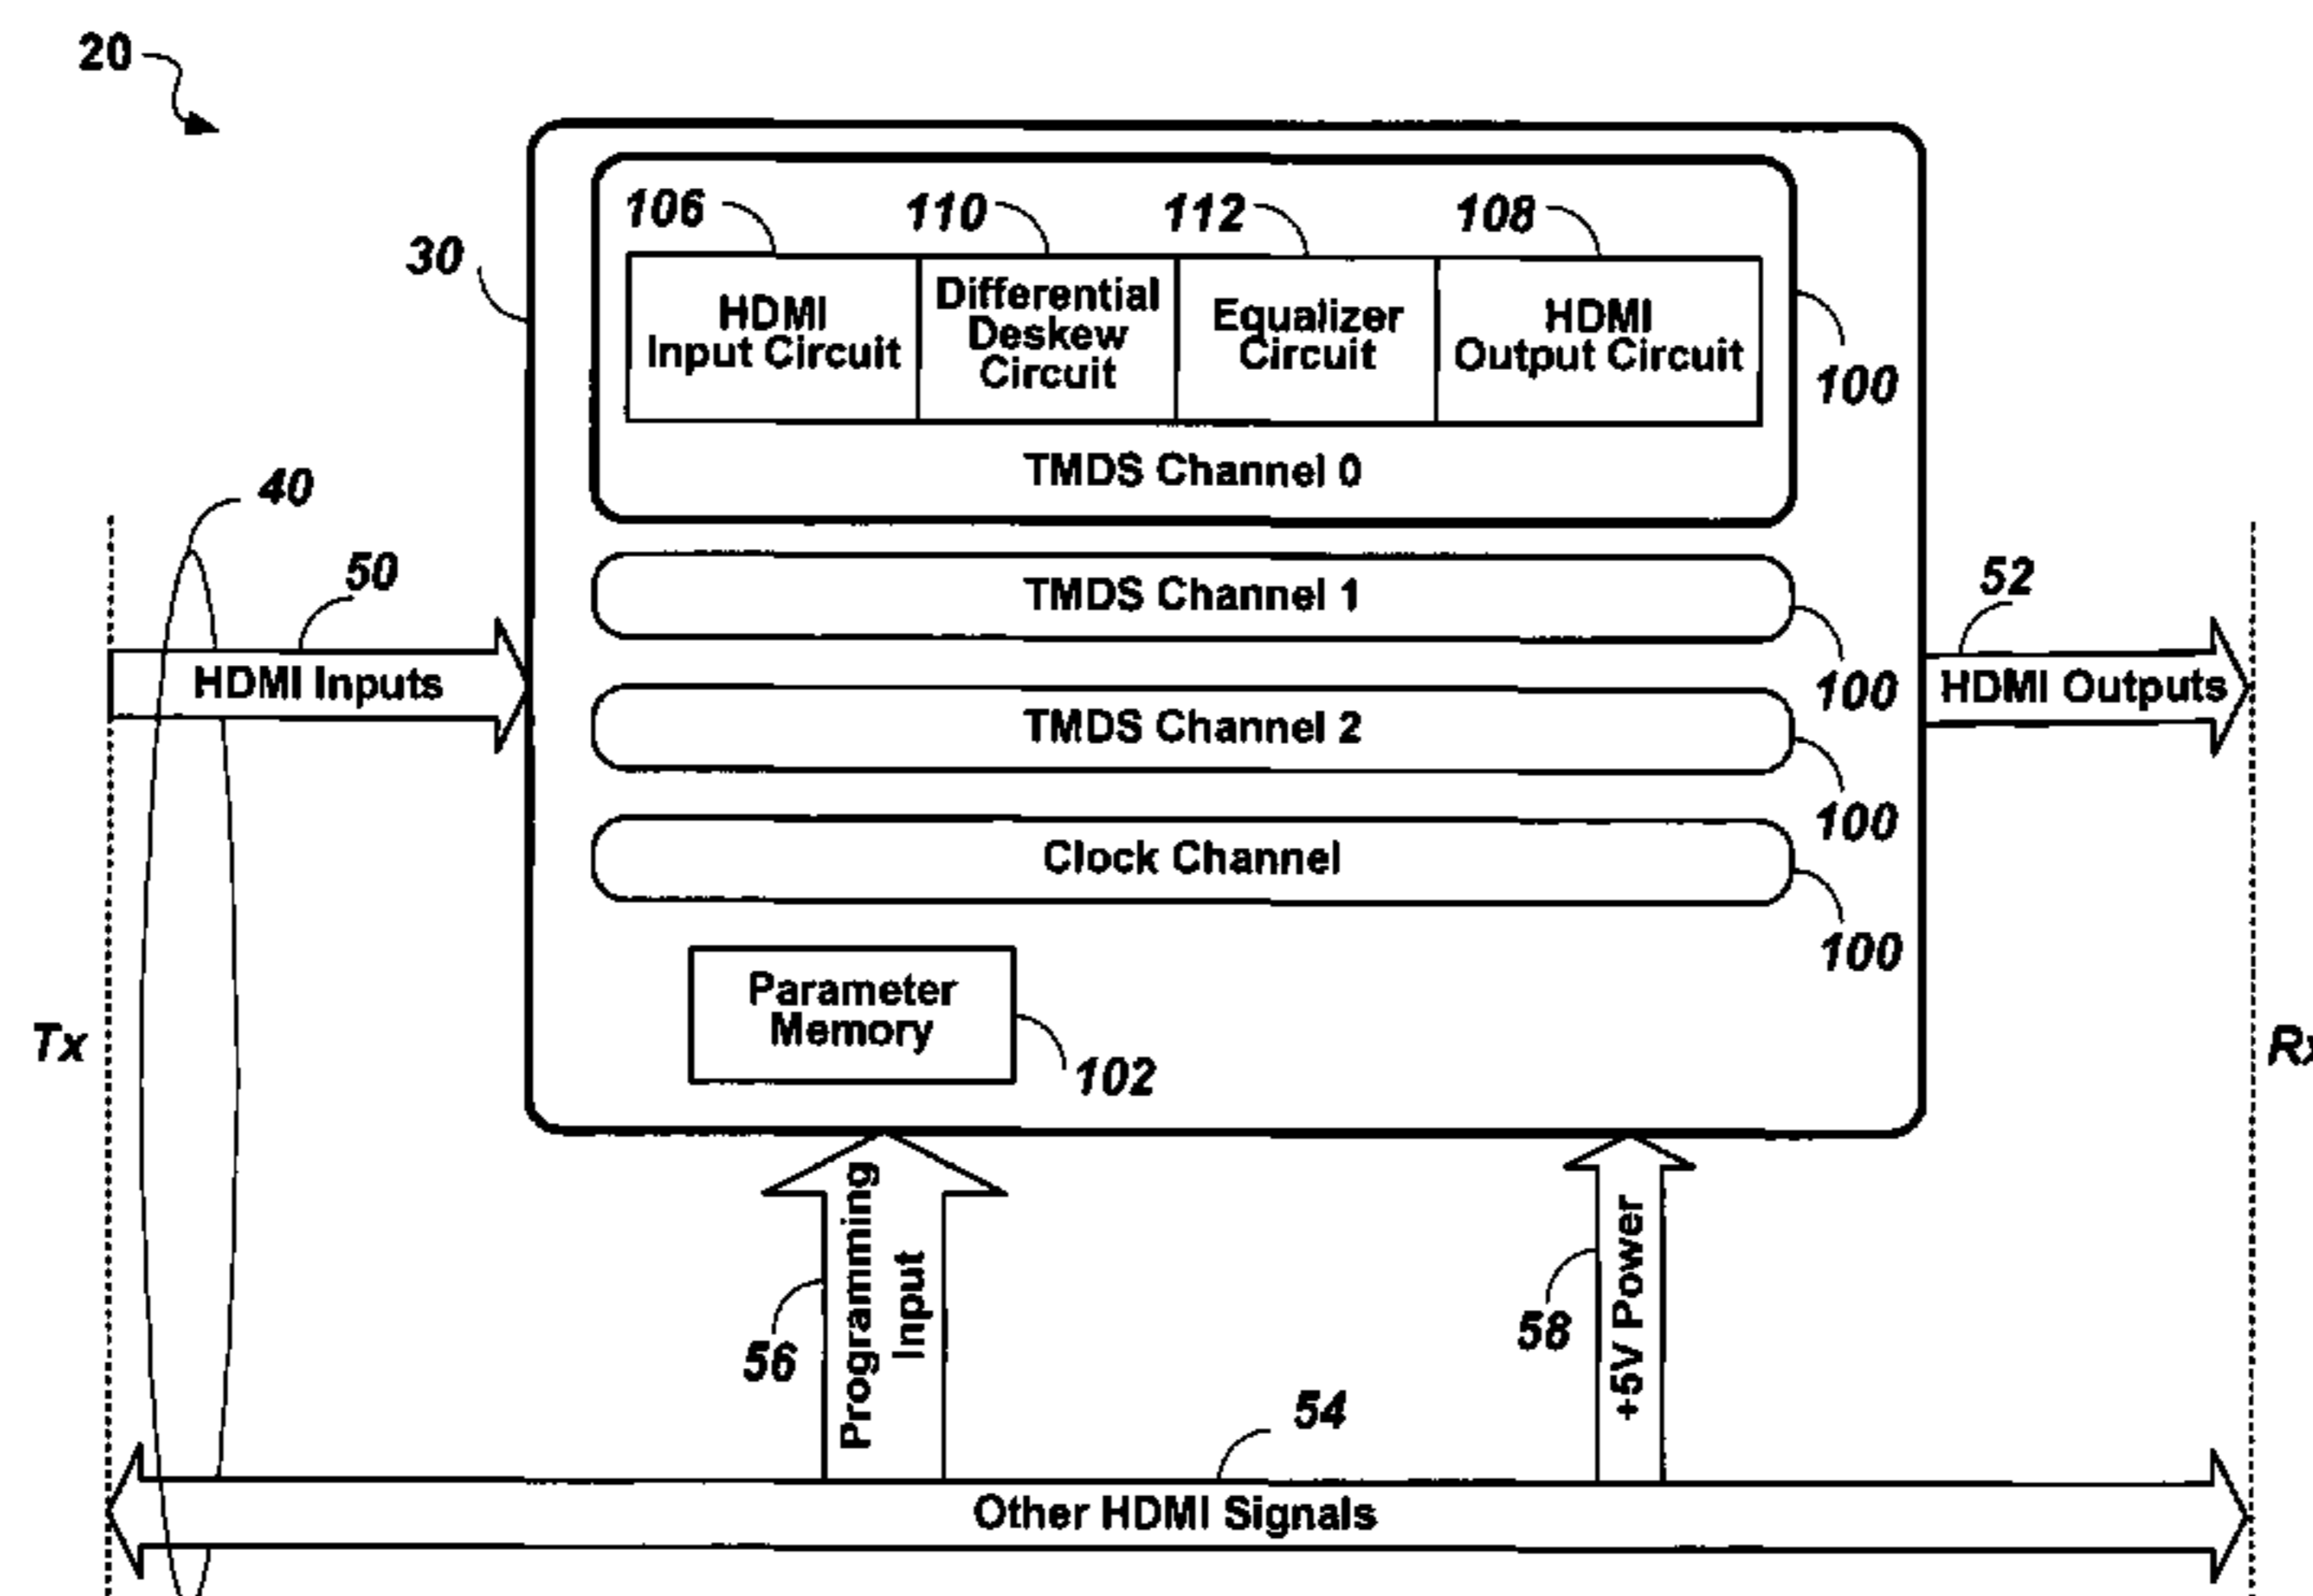 20
106
110
112
108
30
HDMI
Input Circuit
Differential
Deskew
Circuit
Equalizer
Circuit
HDMI
Output Circuit
100
TMDS Channel 0
40
50
TMDS Channel 1
52
HDMI Inputs
100
HDMI Outputs
TMDS Channel 2
100
Clock Channel
100
Parameter
Memory
Tx
Rx
102
Programming
Input
+5V Power
56
58
54
Other HDMI Signals